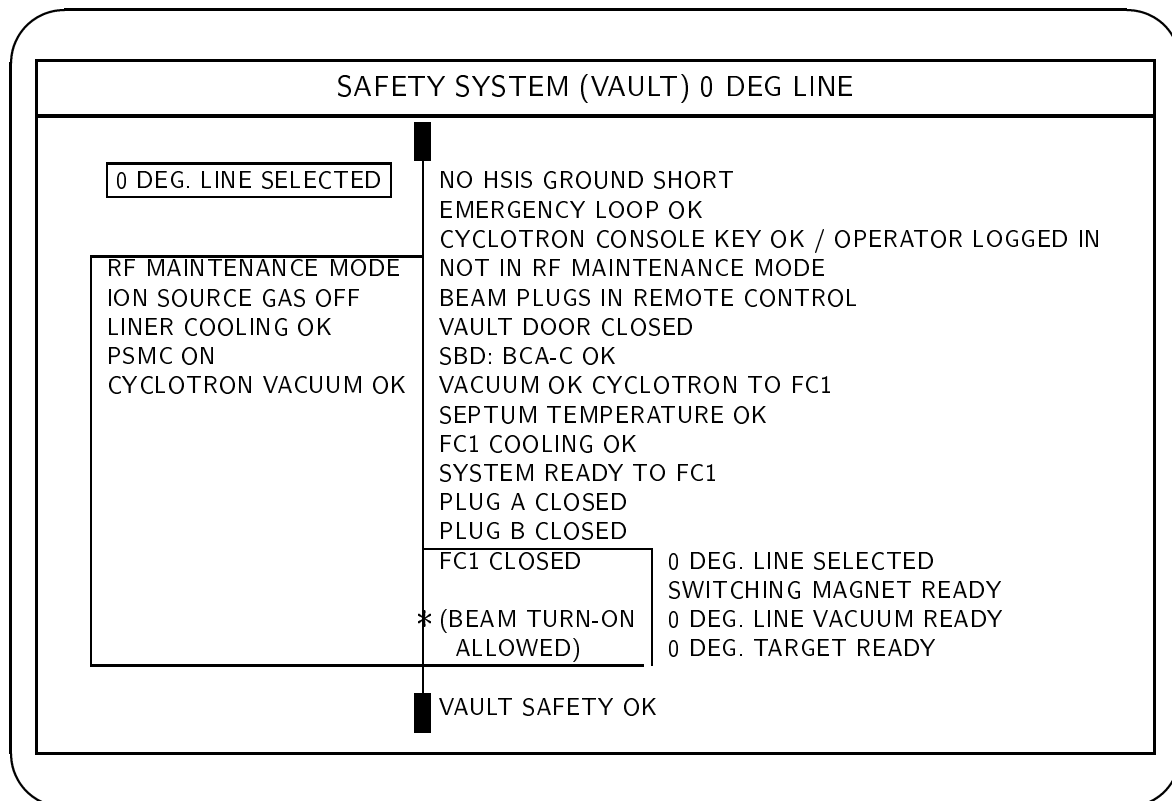 SAFETY SYSTEM (VAULT) 0 DEG LINE
0 DEG. LINE SELECTED
RF MAINTENANCE MODE
ION SOURCE GAS OFF
LINER COOLING OK
PSMC ON
CYCLOTRON VACUUM OK
NO HSIS GROUND SHORT
EMERGENCY LOOP OK
CYCLOTRON CONSOLE KEY OK / OPERATOR LOGGED IN
NOT IN RF MAINTENANCE MODE
BEAM PLUGS IN REMOTE CONTROL
VAULT DOOR CLOSED
SBD: BCA-C OK
VACUUM OK CYCLOTRON TO FC1
SEPTUM TEMPERATURE OK
FC1 COOLING OK
SYSTEM READY TO FC1
PLUG A CLOSED
PLUG B CLOSED
FC1 CLOSED
* (BEAM TURN-ON
ALLOWED)
0 DEG. LINE SELECTED
SWITCHING MAGNET READY
0 DEG. LINE VACUUM READY
0 DEG. TARGET READY
VAULT SAFETY OK